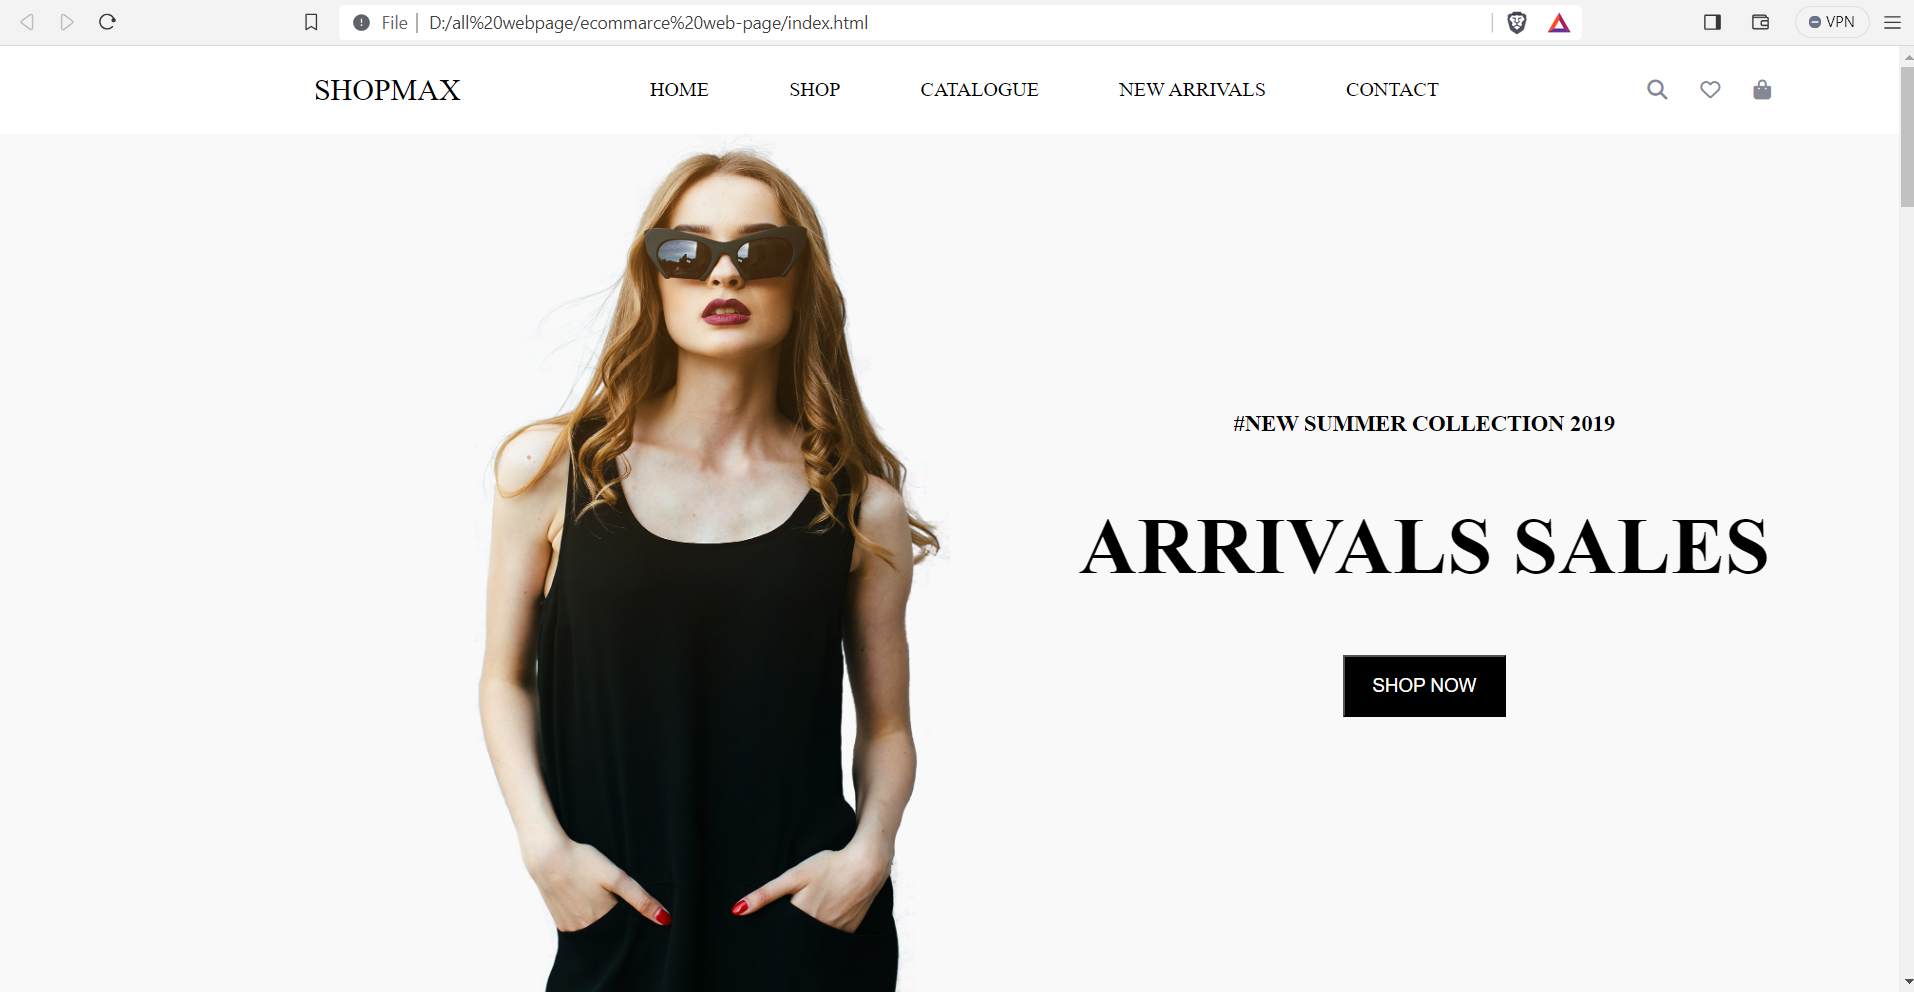 File | D:/all%20webpage/ecommarce%20web-page/index.html
VPN
SHOPMAX HOME SHOP CATALOGUE NEW ARRIVALS CONTACT
#NEW SUMMER COLLECTION 2019
ARRIVALS SALES
SHOP NOW